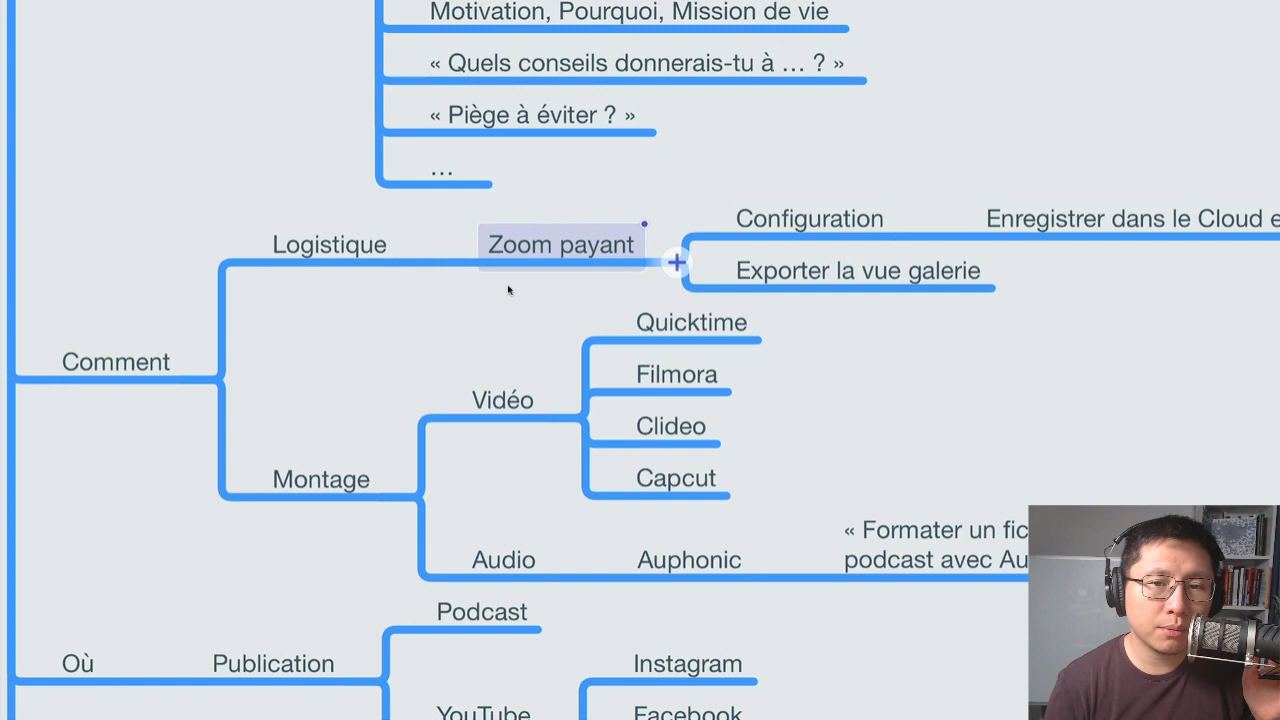 Motivation, Pourquoi, Mission de vie
« Quels conseils donnerais-tu à … ? »
« Piège à éviter ? »
…
Configuration
Enregistrer dans le Cloud e
Logistique
Zoom payant
Exporter la vue galerie
Quicktime
Comment
Filmora
Vidéo
Clideo
Capcut
Montage
« Formater un fic
podcast avec Au
Audio
Auphonic
Podcast
Où
Publication
Instagram
YouTube
Facebook